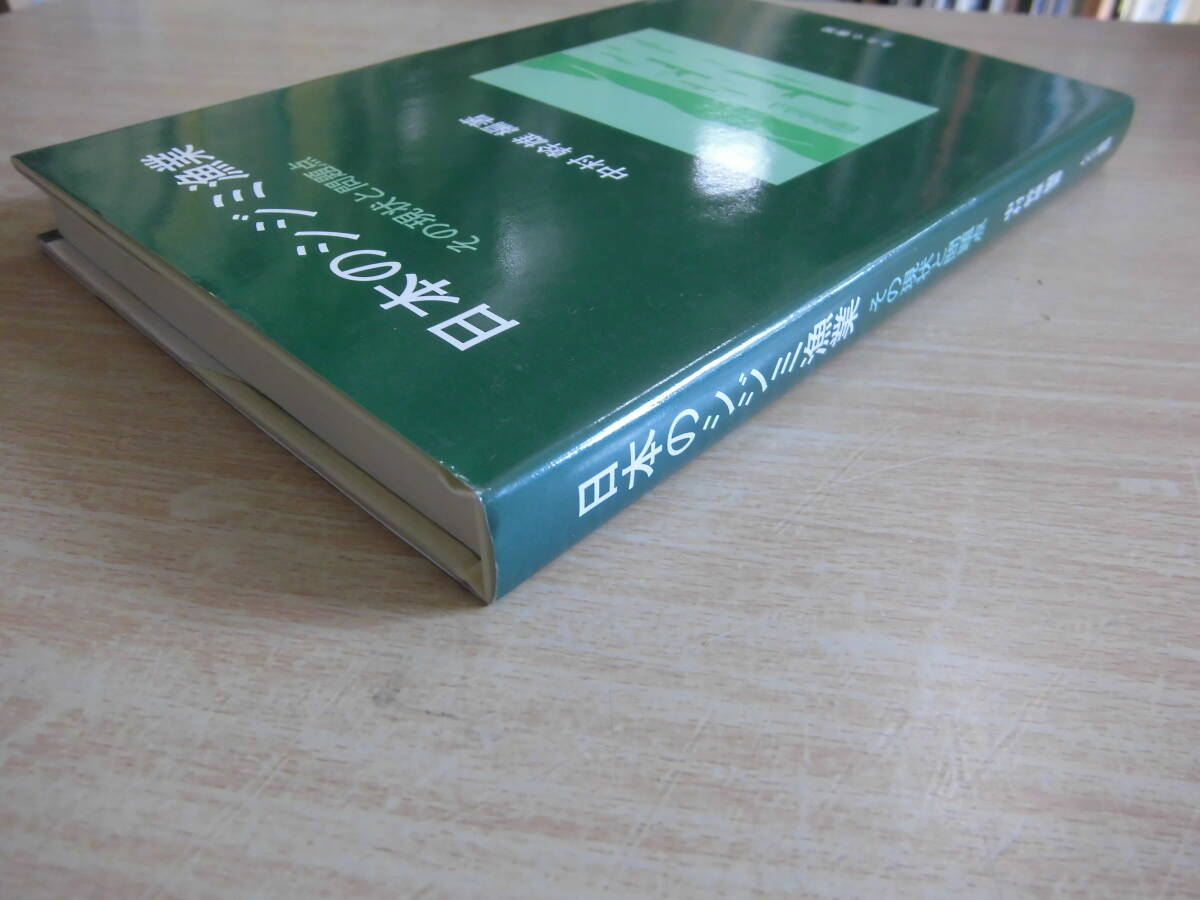 日本のシジミ漁業
その現状と問題点
中村 幹雄 編著
日本のシジミ漁業 その現状と問題点